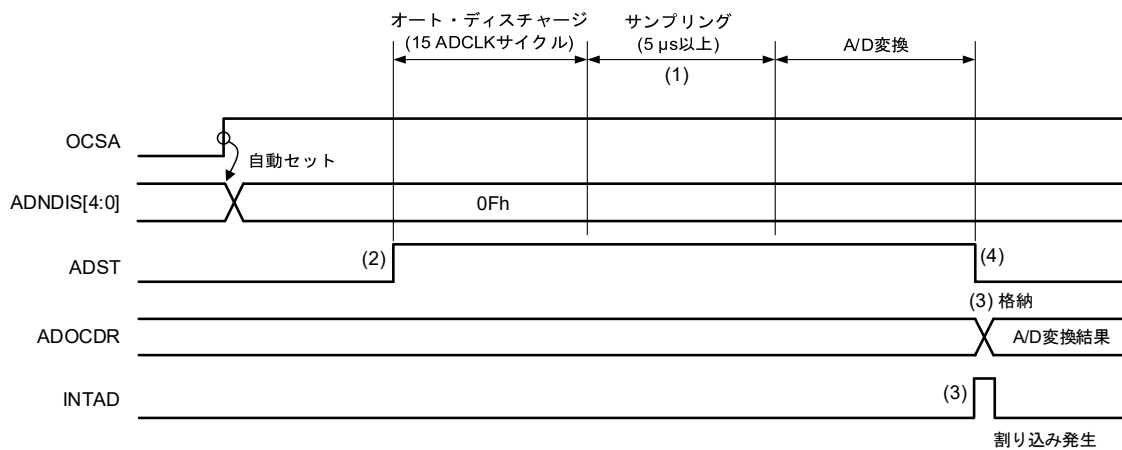 オート・ディスチャージ
(15 ADCLKサイクル)
サンプリング
(5 µs以上)
(1)
A/D変換
OCSA
自動セット
ADNDIS[4:0]
0Fh
ADST
(2)
(4)
(3) 格納
ADOCDR
A/D変換結果
INTAD
(3)
割り込み発生